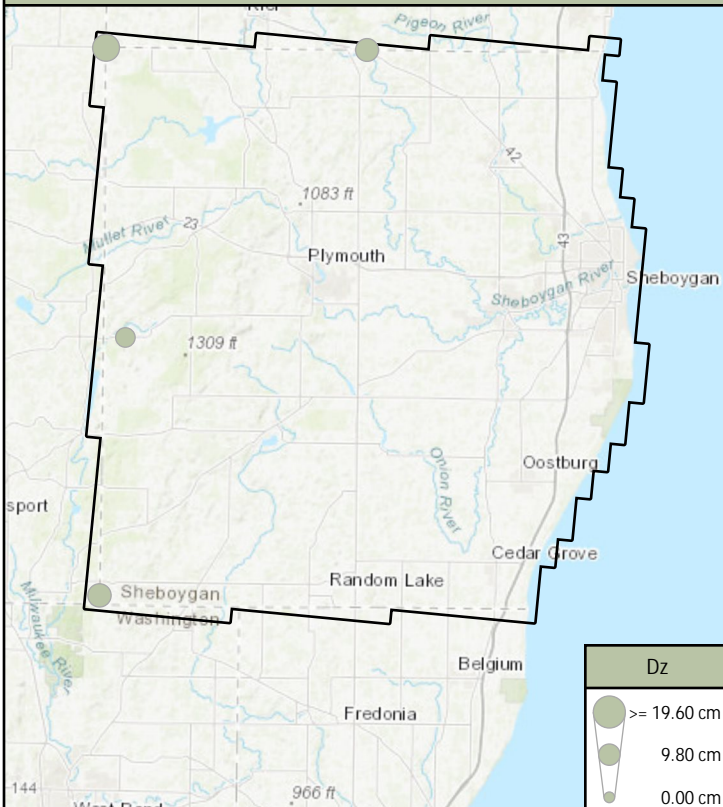 Pigeon River
42
1083 ft
Mullet River
23
43
Plymouth
Sheboygan
Sheboygan River
1309 ft
Onion River
Oostburg
sport
Cedar Grove
Random Lake
Sheboygan
Washington
Milwaukee River
Belgium
Dz
>= 19.60 cm
Fredonia
9.80 cm
144
966 ft
0.00 cm